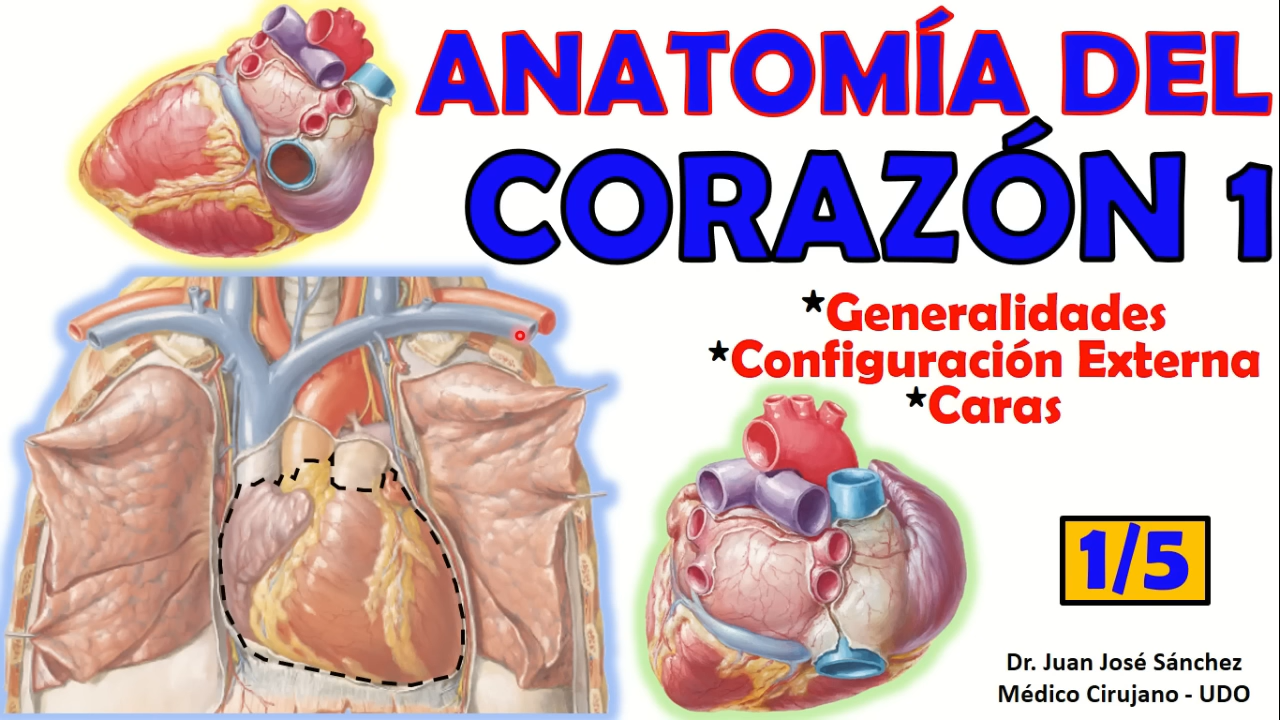 ANATOMÍA DEL
CORAZÓN 1
*Generalidades
*Configuración Externa
*Caras
1/5
Dr. Juan José Sánchez
Médico Cirujano - UDO